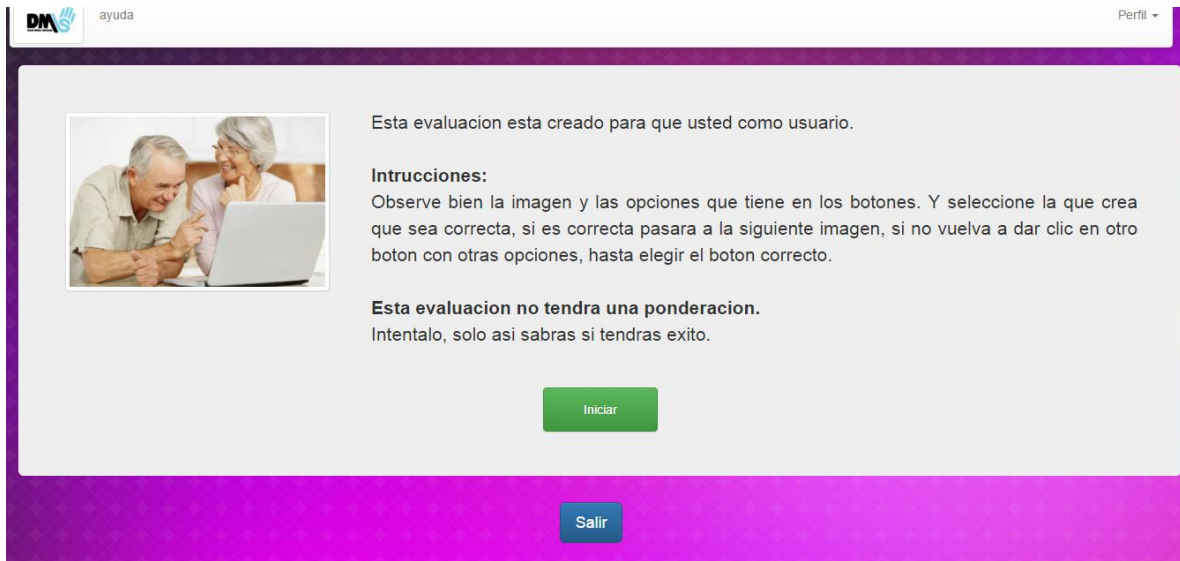 DMS
ayuda
Perfil
Esta evaluacion esta creado para que usted como usuario.
Intrucciones:
Observe bien la imagen y las opciones que tiene en los botones. Y seleccione la que crea
que sea correcta, si es correcta pasara a la siguiente imagen, si no vuelva a dar clic en otro
boton con otras opciones, hasta elegir el boton correcto.
Esta evaluacion no tendra una ponderacion.
Intentalo, solo asi sabras si tendras exito.
Iniciar
Salir